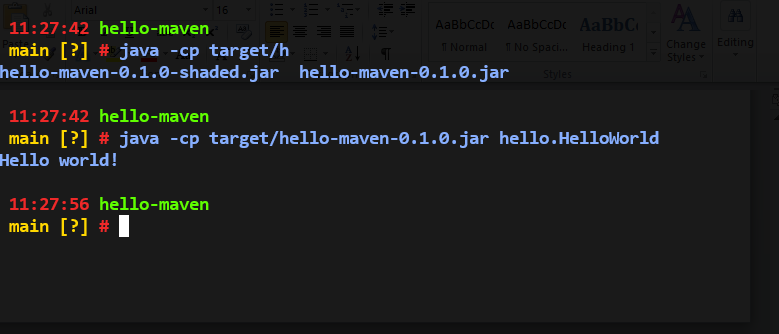 Arial 16
AaBbCcDc AaBbCcDc AaBbCc
¶ Normal ¶ No Spaci... Heading 1 Change Styles Editing
Styles
11:27:42 hello-maven
main [?] # java -cp target/h
hello-maven-0.1.0-shaded.jar hello-maven-0.1.0.jar
11:27:42 hello-maven
main [?] # java -cp target/hello-maven-0.1.0.jar hello.HelloWorld
Hello world!
11:27:56 hello-maven
main [?] #